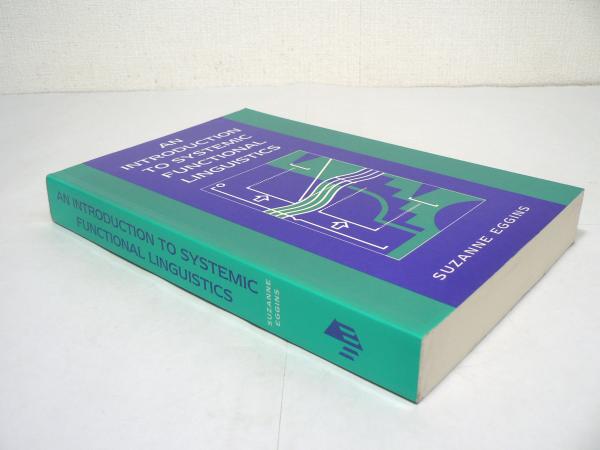 AN
INTRODUCTION
TO SYSTEMIC
FUNCTIONAL
LINGUISTICS
SUZANNE EGGINS
AN INTRODUCTION TO SYSTEMIC
FUNCTIONAL LINGUISTICS
SUZANNE
EGGINS